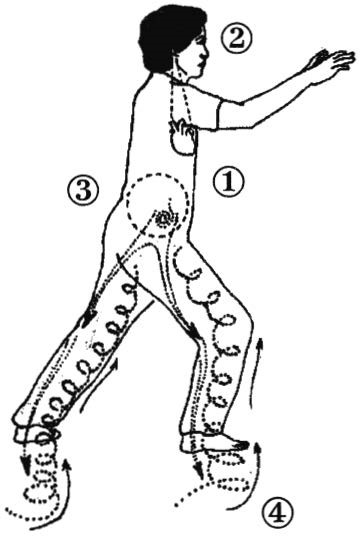 ②
③ ①
④